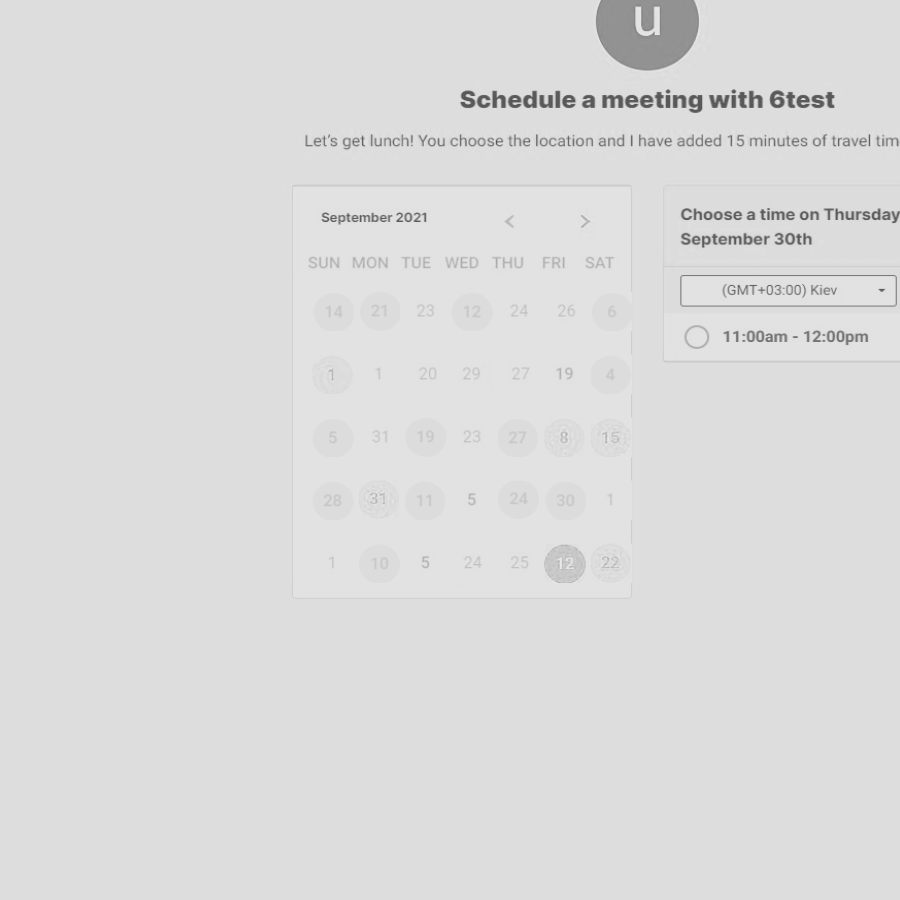 u
Schedule a meeting with 6test
Let's get lunch! You choose the location and I have added 15 minutes of travel tim
September 2021
SUN MON TUE WED THU FRI SAT
14 21 23 12 24 26 6
1 1 20 29 27 19 4
5 31 19 23 27 8 15
28 31 11 5 24 30 1
1 10 5 24 25 12 22
Choose a time on Thursday
September 30th
(GMT+03:00) Kiev
11:00am - 12:00pm